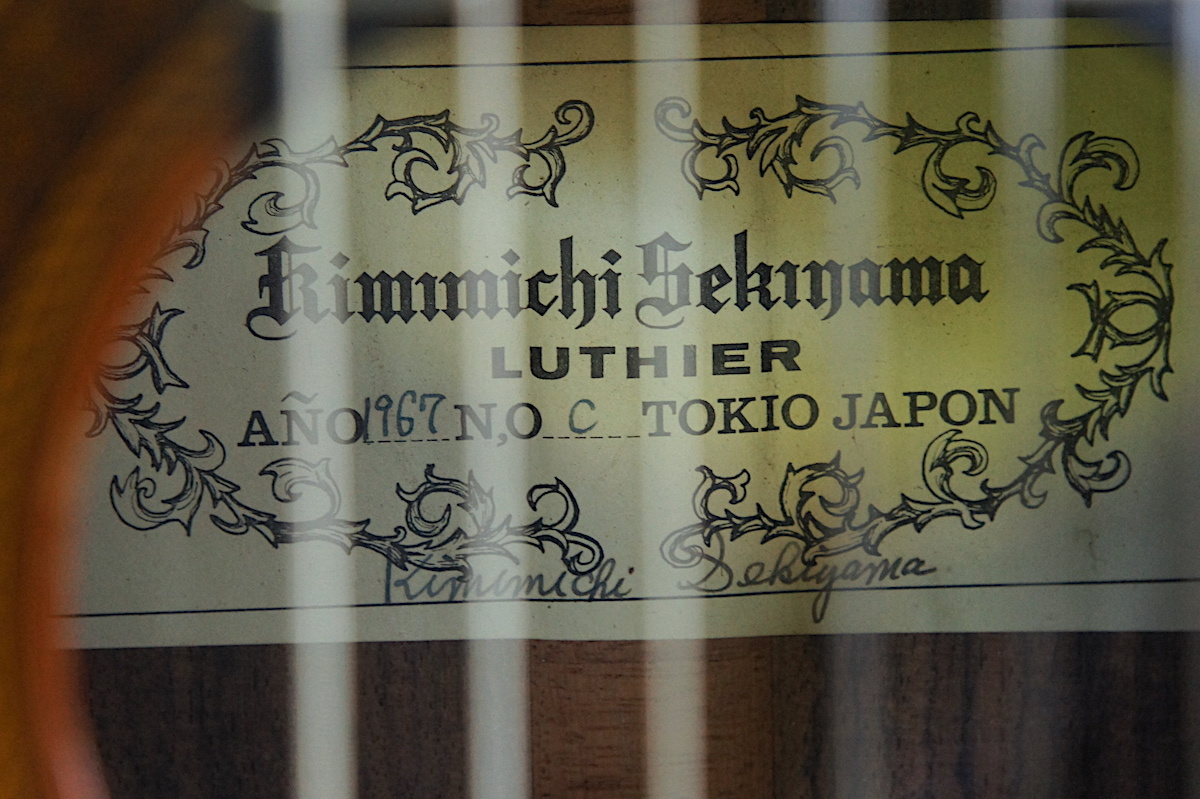 Kimimichi Sekiyama
LUTHIER
AÑO 1967 N,O C TOKIO JAPON
Kimimichi Sekiyama